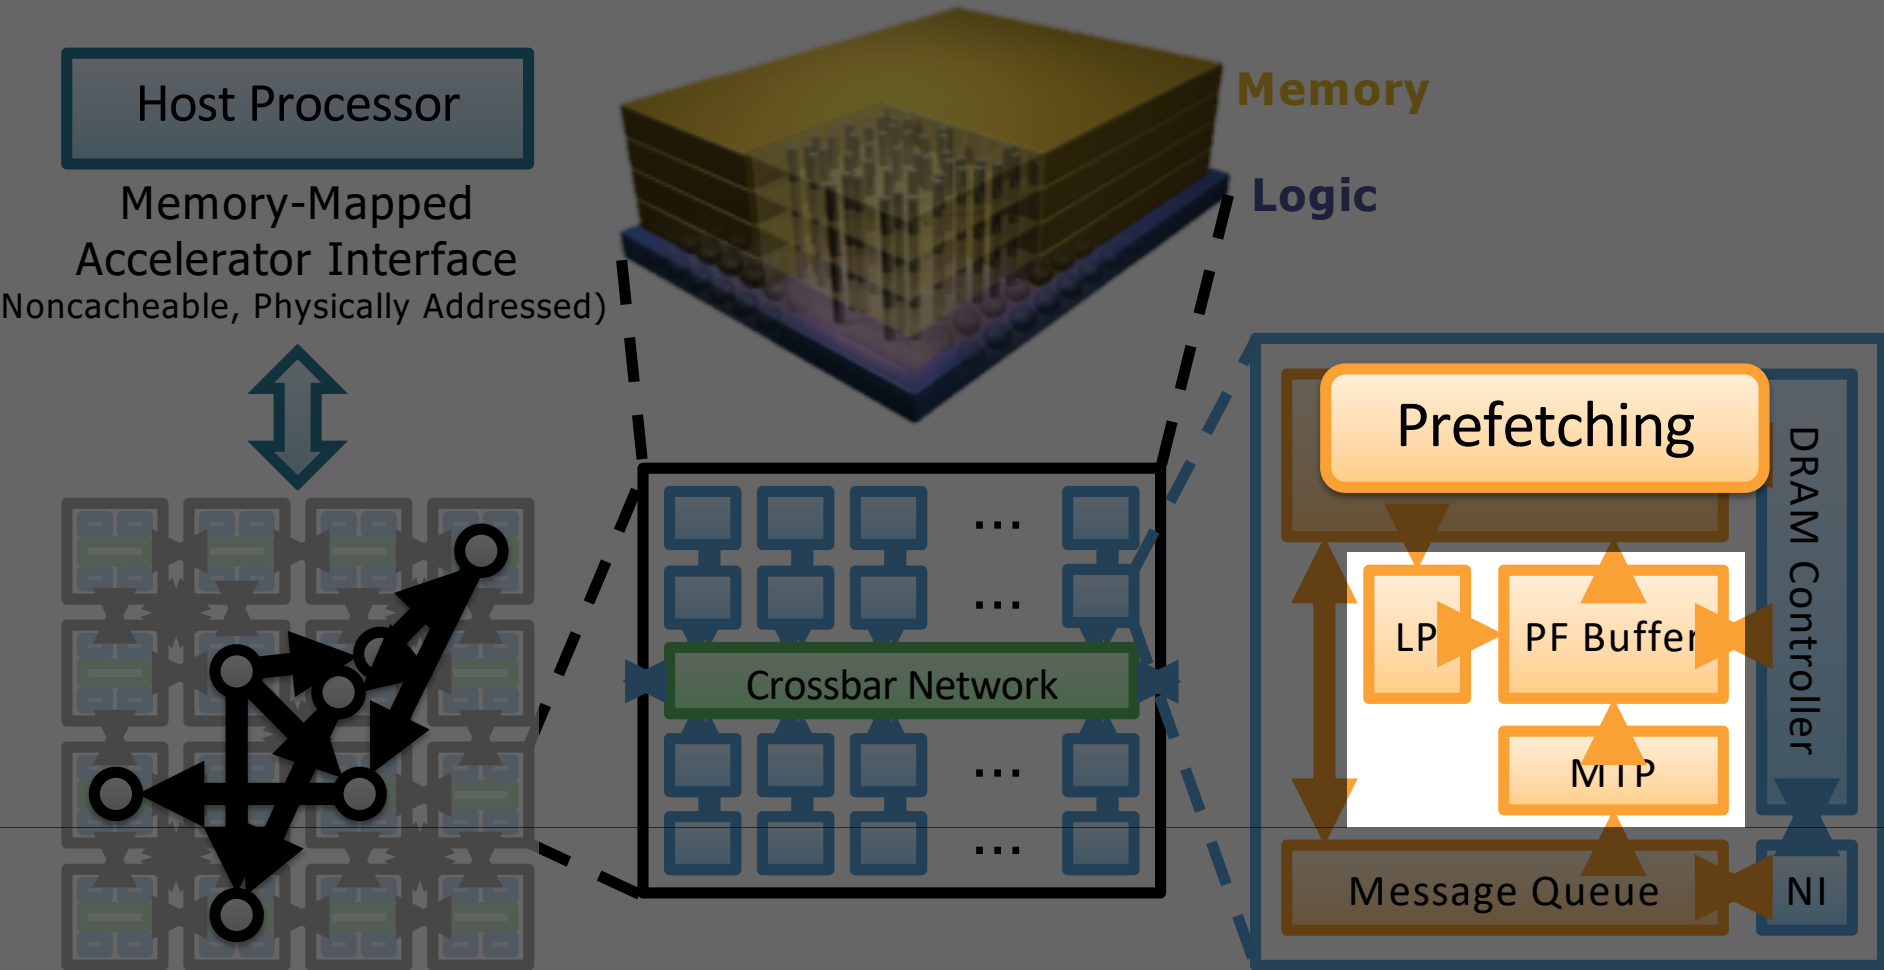 Host Processor
Memory-Mapped
Accelerator Interface
Noncacheable, Physically Addressed)
Memory
Logic
Crossbar Network
...
...
...
...
Prefetching
DRAM Controller
LP
PF Buffer
MTP
Message Queue
NI